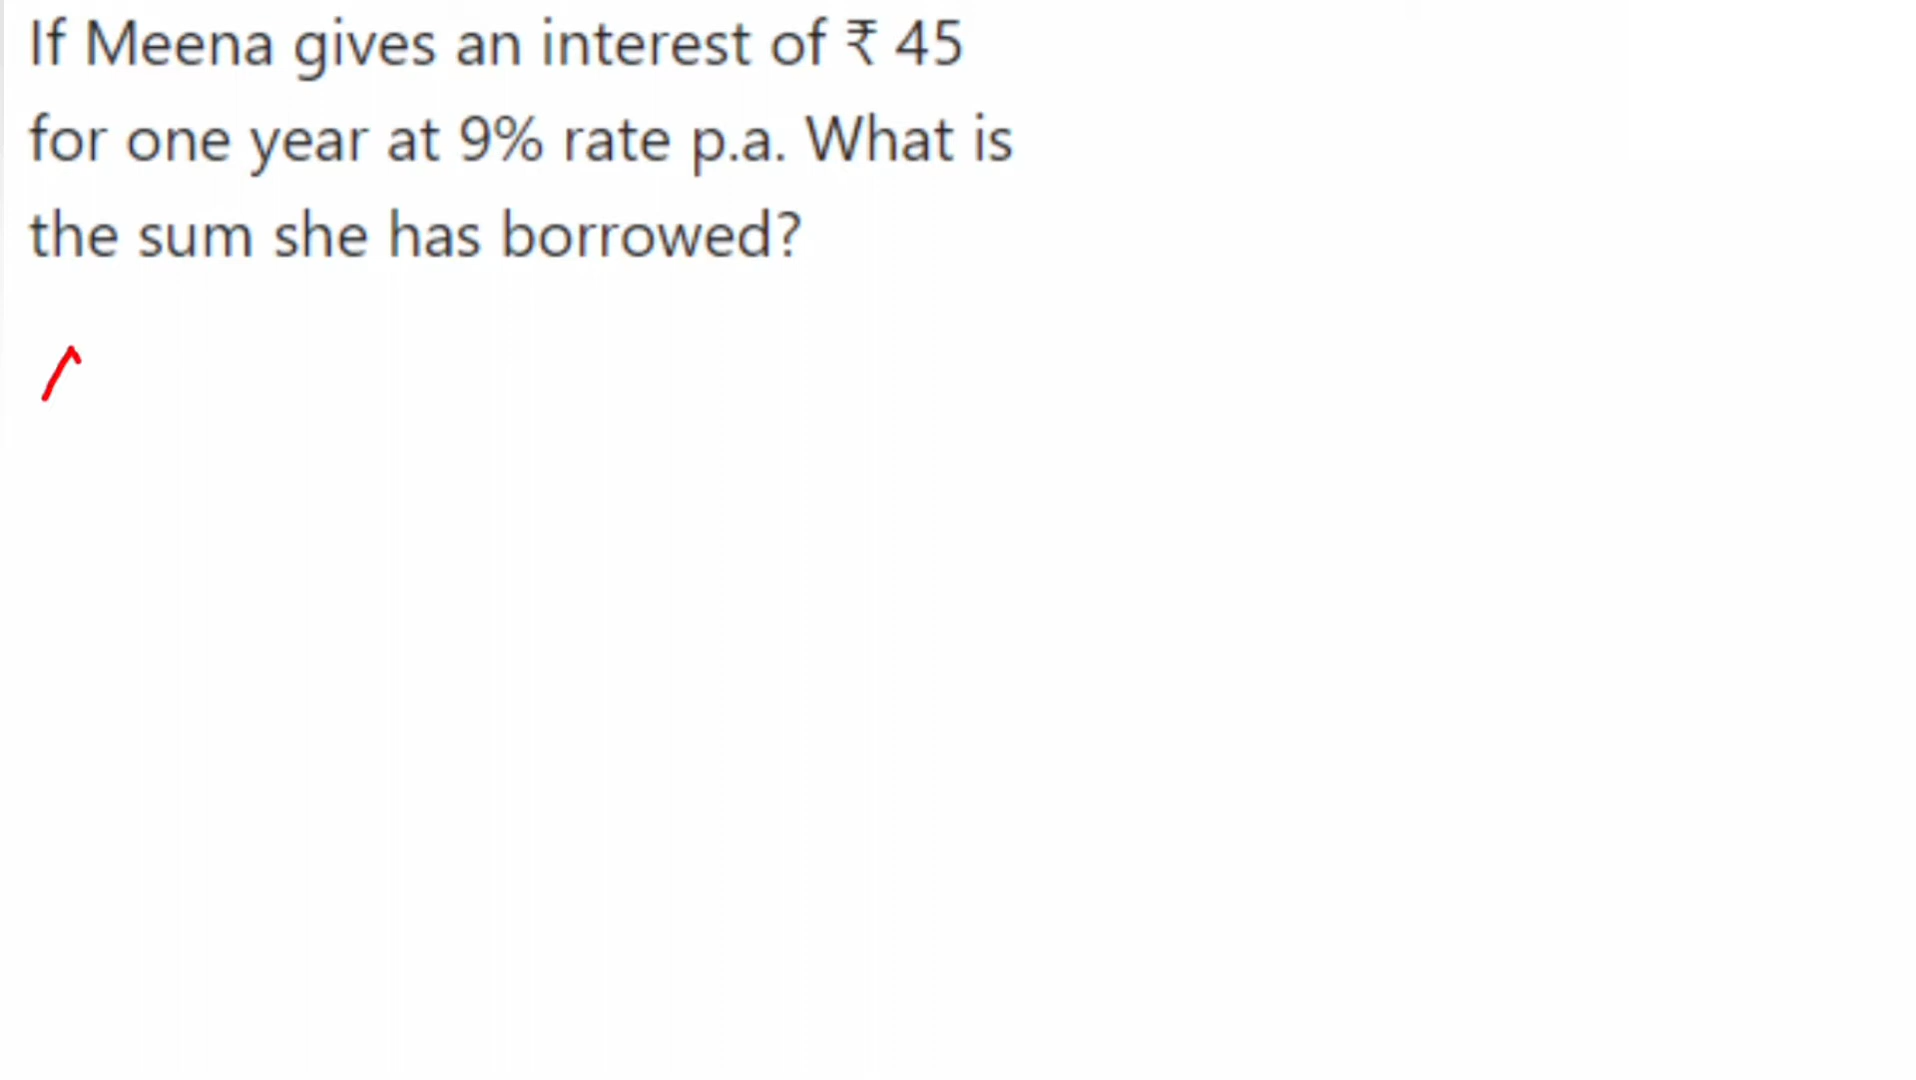 If Meena gives an interest of ₹ 45
for one year at 9% rate p.a. What is
the sum she has borrowed?